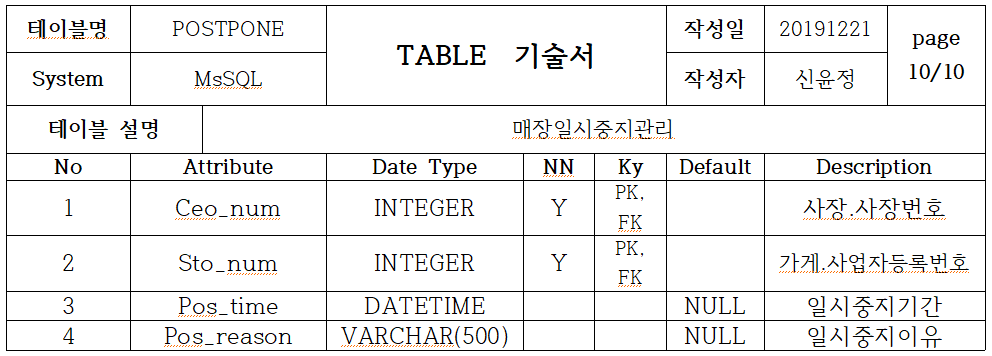 테이블명 POSTPONE TABLE 기술서 작성일 20191221 page 10/10
System MsSQL 작성자 신윤정
테이블 설명 매장일시중지관리
No Attribute Date Type NN Ky Default Description
1 Ceo_num INTEGER Y PK, FK 사장.사장번호
2 Sto_num INTEGER Y PK, FK 가게.사업자등록번호
3 Pos_time DATETIME NULL 일시중지기간
4 Pos_reason VARCHAR(500) NULL 일시중지이유